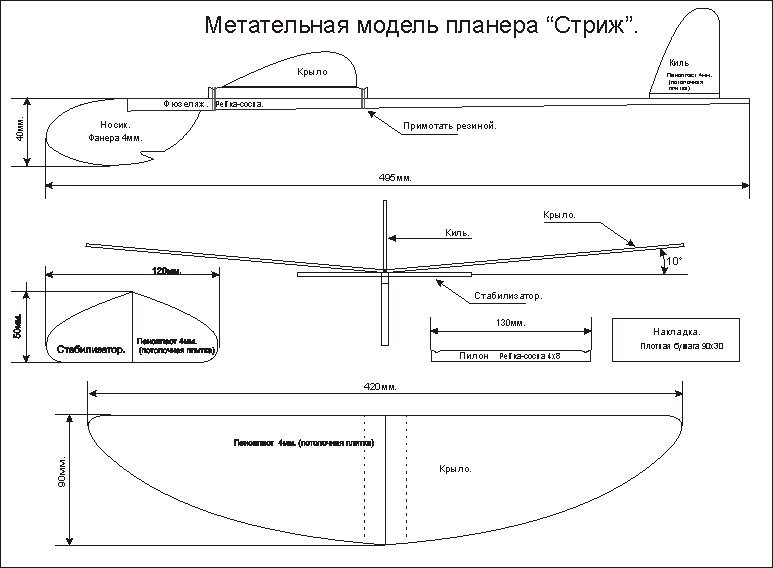 Метательная модель планера “Стриж”.
Крыло
Киль
Пенопласт 4мм.
(потолочная
плитка)
Фюзеляж. Рейка-сосна.
40мм.
Носик.
Фанера 4мм.
Примотать резиной.
495мм.
Киль.
Крыло.
10°
120мм.
Стабилизатор.
50мм.
Стабилизатор.
Пенопласт 4мм.
(потолочная плитка)
130мм.
Пилон Рейка-сосна 4х8
Накладка.
Плотная бумага 90х30
420мм.
90мм.
Пенопласт 4мм. (потолочная плитка)
Крыло.